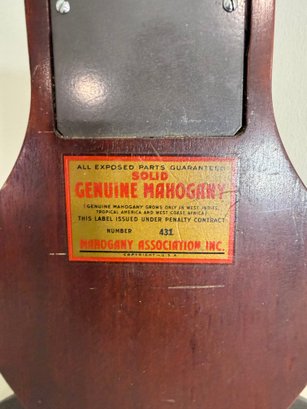 ALL EXPOSED PARTS GUARANTEED
SOLID
GENUINE MAHOGANY
(GENUINE MAHOGANY GROWS ONLY IN WEST INDIES,
TROPICAL AMERICA AND WEST COAST AFRICA)
THIS LABEL ISSUED UNDER PENALTY CONTRACT
NUMBER 431
MAHOGANY ASSOCIATION, INC.
COPYRIGHT—U.S.A.